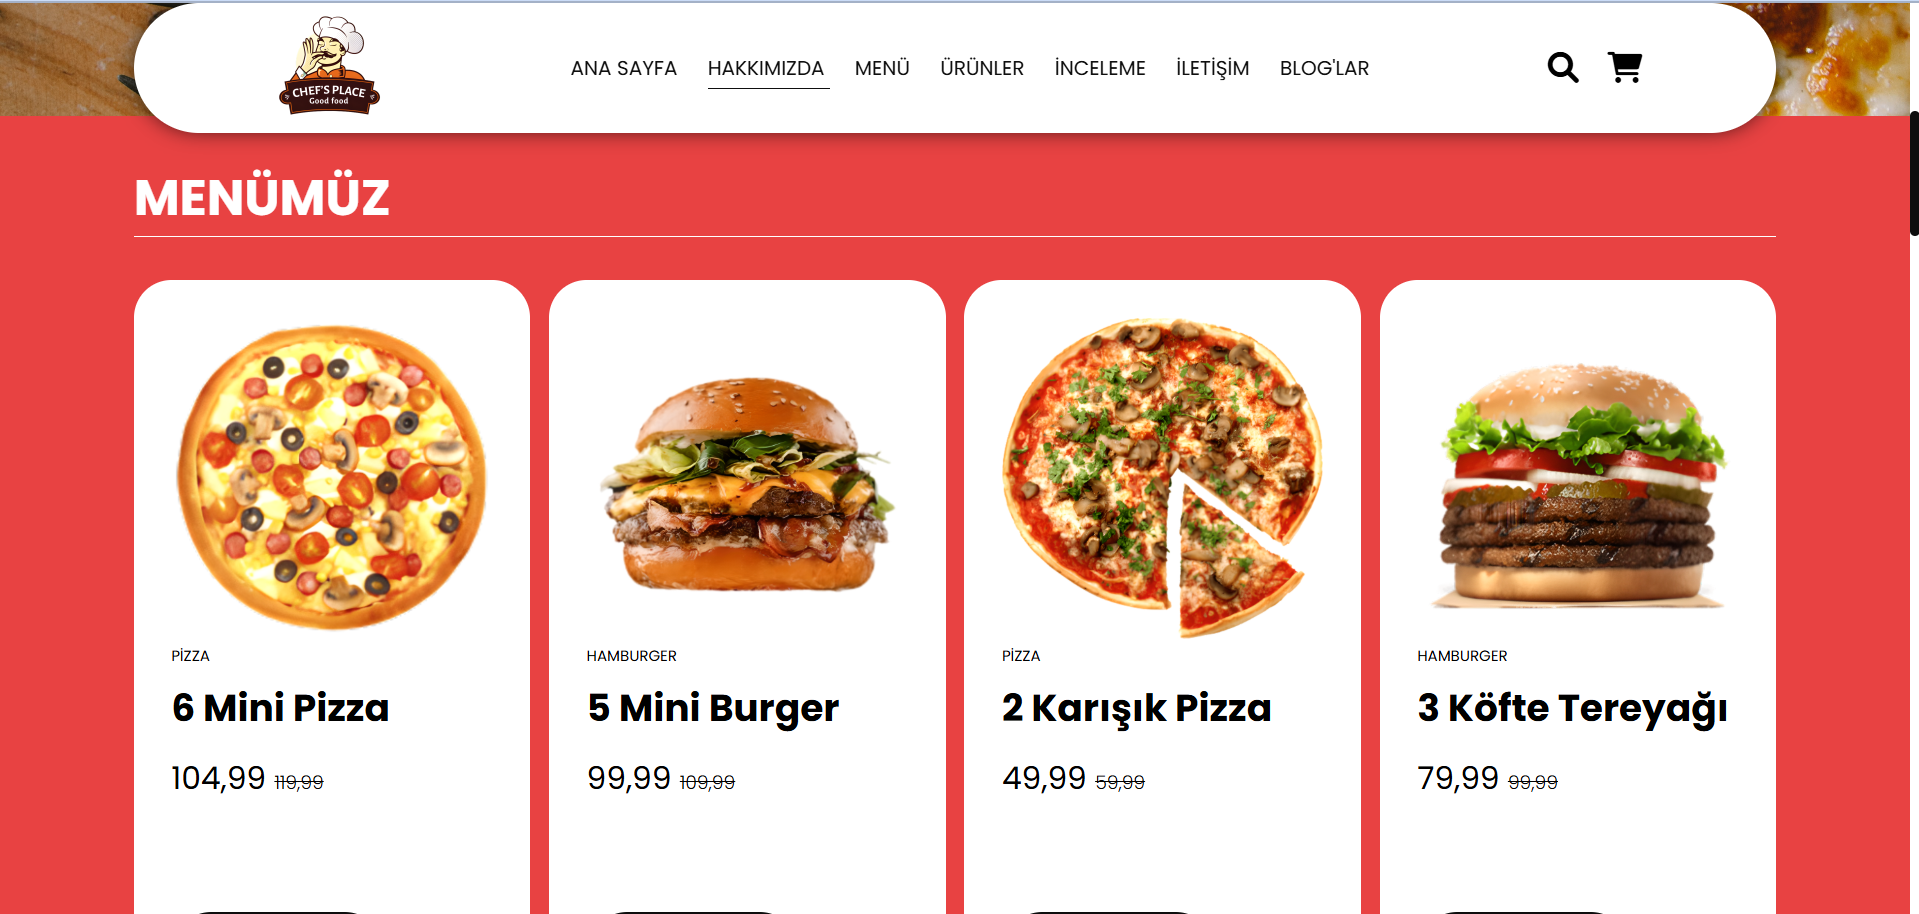 CHEF'S PLACE
Good food
ANA SAYFA HAKKIMIZDA MENÜ ÜRÜNLER İNCELEME İLETİŞİM BLOG'LAR
MENÜMÜZ
PİZZA
6 Mini Pizza
104,99 119,99
HAMBURGER
5 Mini Burger
99,99 109,99
PİZZA
2 Karışık Pizza
49,99 59,99
HAMBURGER
3 Köfte Tereyağı
79,99 99,99